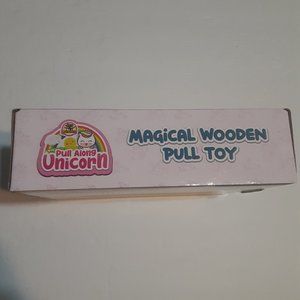 Pull Along
Unicorn
MAGICAL WOODEN
PULL TOY